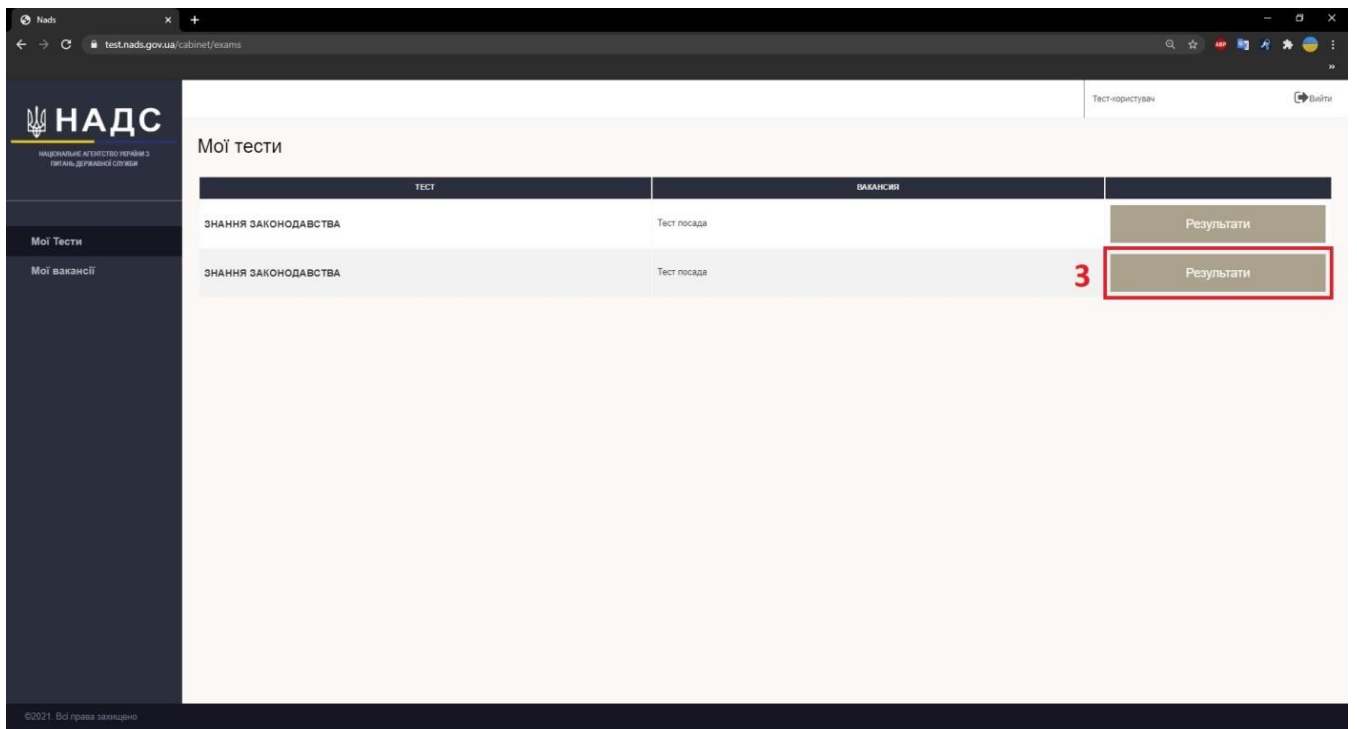 Nads
test.nads.gov.ua/cabinet/exams
НАДС
НАЦІОНАЛЬНЕ АГЕНТСТВО УКРАЇНИ З
ПИТАНЬ ДЕРЖАВНОЇ СЛУЖБИ
Тест-користувач
Вийти
Мої тести
ТЕСТ
ВАКАНСИЯ
ЗНАННЯ ЗАКОНОДАВСТВА
Тест посада
Результати
Мої Тести
Мої вакансії
ЗНАННЯ ЗАКОНОДАВСТВА
Тест посада
3
Результати
©2021. Всі права захищено